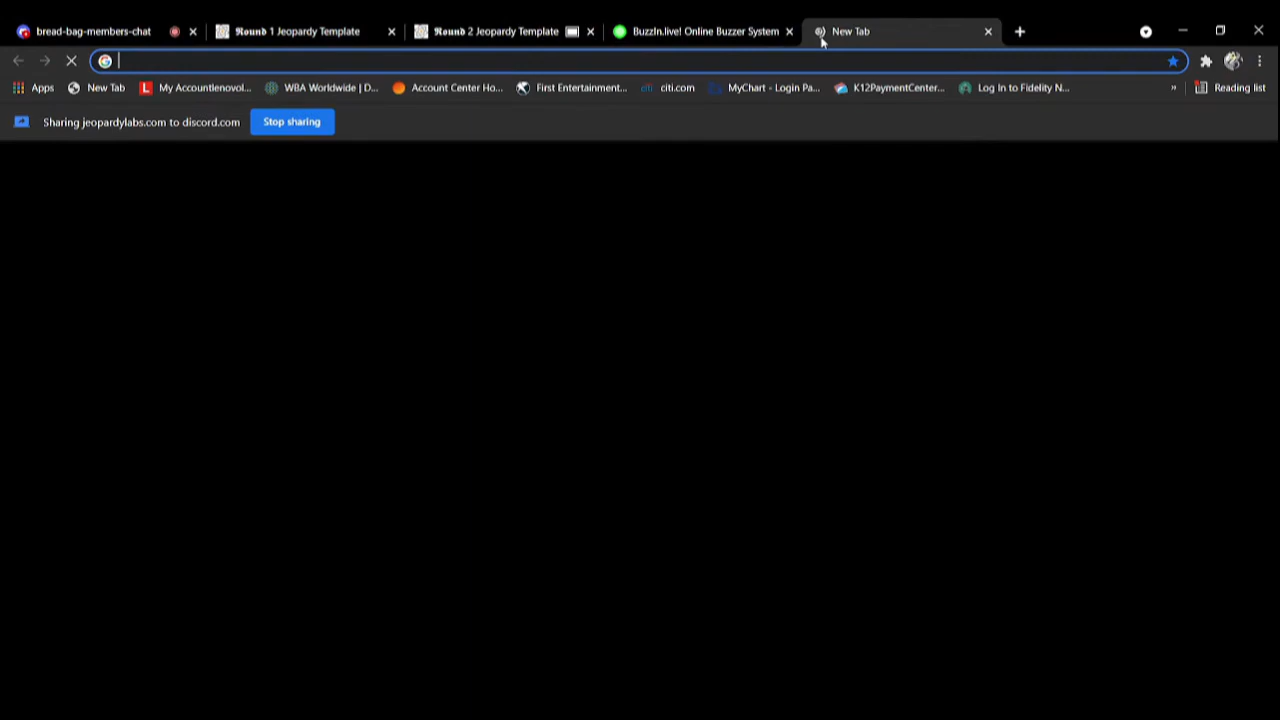 bread-bag-members-chat
Round 1 Jeopardy Template
Round 2 Jeopardy Template
BuzzIn.live! Online Buzzer System
New Tab
Apps
New Tab
My Accountlenovol...
WBA Worldwide | D...
Account Center Ho...
First Entertainment...
citi
citi.com
MyChart - Login Pa...
K12PaymentCenter...
Log In to Fidelity N...
»
Reading list
Sharing jeopardylabs.com to discord.com
Stop sharing